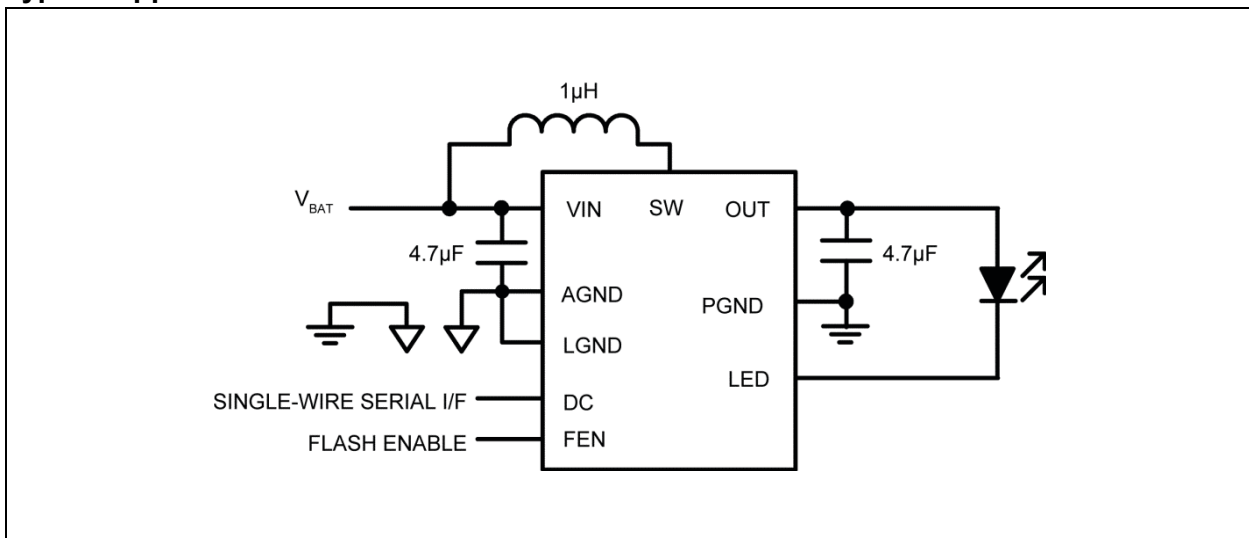 1µH
V_BAT
VIN
SW
OUT
4.7µF
4.7µF
AGND
PGND
LGND
LED
SINGLE-WIRE SERIAL I/F
DC
FLASH ENABLE
FEN